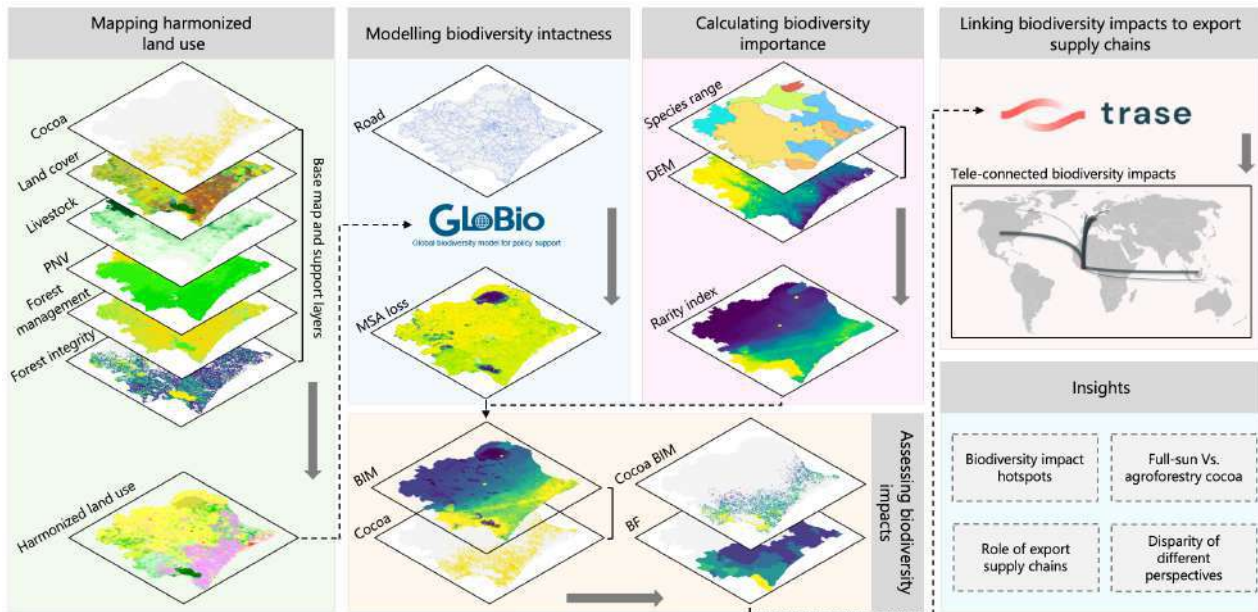 Mapping harmonized
land use
Cocoa
Land cover
Livestock
PNV
Forest
management
Forest integrity
Base map and support
layers
Harmonized land use
Modelling biodiversity intactness
Road
GLOBIO
Global biodiversity model for policy support
MSA loss
Calculating biodiversity
importance
Species range
DEM
Rarity index
BIM
Cocoa
Cocoa BIM
BF
Assessing biodiversity
impacts
Linking biodiversity impacts to export
supply chains
trase
Tele-connected biodiversity impacts
Insights
Biodiversity impact
hotspots
Full-sun Vs.
agroforestry cocoa
Role of export
supply chains
Disparity of
different
perspectives